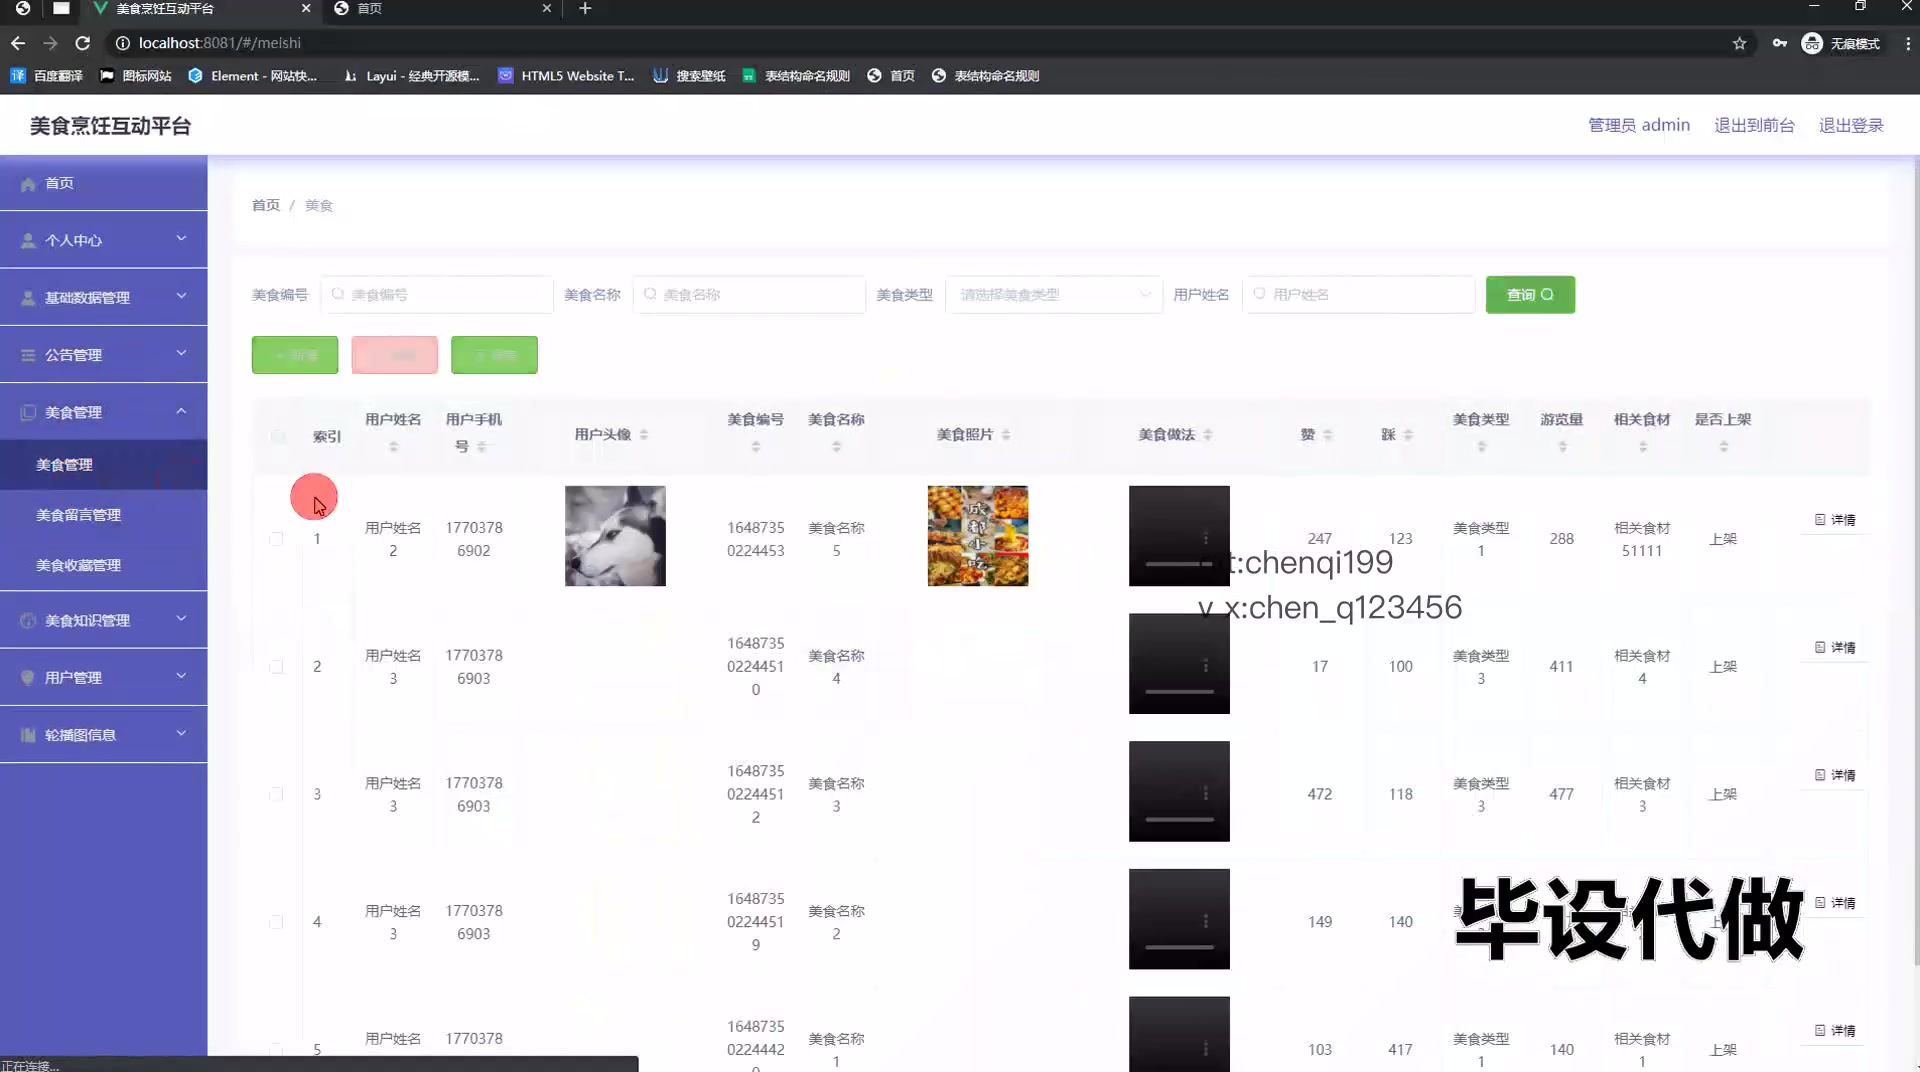 美食烹饪互动平台
首页
localhost:8081/#/meishi
无痕模式
百度翻译
图标网站
Element - 网站快...
Layui - 经典开源模...
HTML5 Website T...
搜索壁纸
表结构命名规则
首页
表结构命名规则
美食烹饪互动平台
管理员 admin
退出到前台
退出登录
首页
个人中心
基础数据管理
公告管理
美食管理
美食管理
美食留言管理
美食收藏管理
美食知识管理
用户管理
轮播图信息
首页 / 美食
美食编号 美食编号
美食名称 美食名称
美食类型 请选择美食类型
用户姓名 用户姓名
查询
索引
用户姓名
用户手机号
用户头像
美食编号
美食名称
美食照片
美食做法
赞
踩
美食类型
游览量
相关食材
是否上架
1 用户姓名2 17703786902 16487350224453 美食名称5 247 123 美食类型1 288 相关食材51111 上架 详情
成都小吃
t:chenqi199
v_x:chen_q123456
2 用户姓名3 17703786903 164873502244510 美食名称4 17 100 美食类型3 411 相关食材4 上架 详情
3 用户姓名3 17703786903 164873502244512 美食名称3 472 118 美食类型3 477 相关食材3 上架 详情
4 用户姓名3 17703786903 164873502244519 美食名称2 149 140 详情
毕设代做
5 用户姓名 1770378 16487350224442 美食名称1 103 417 美食类型1 140 相关食材1 上架 详情
正在连接...